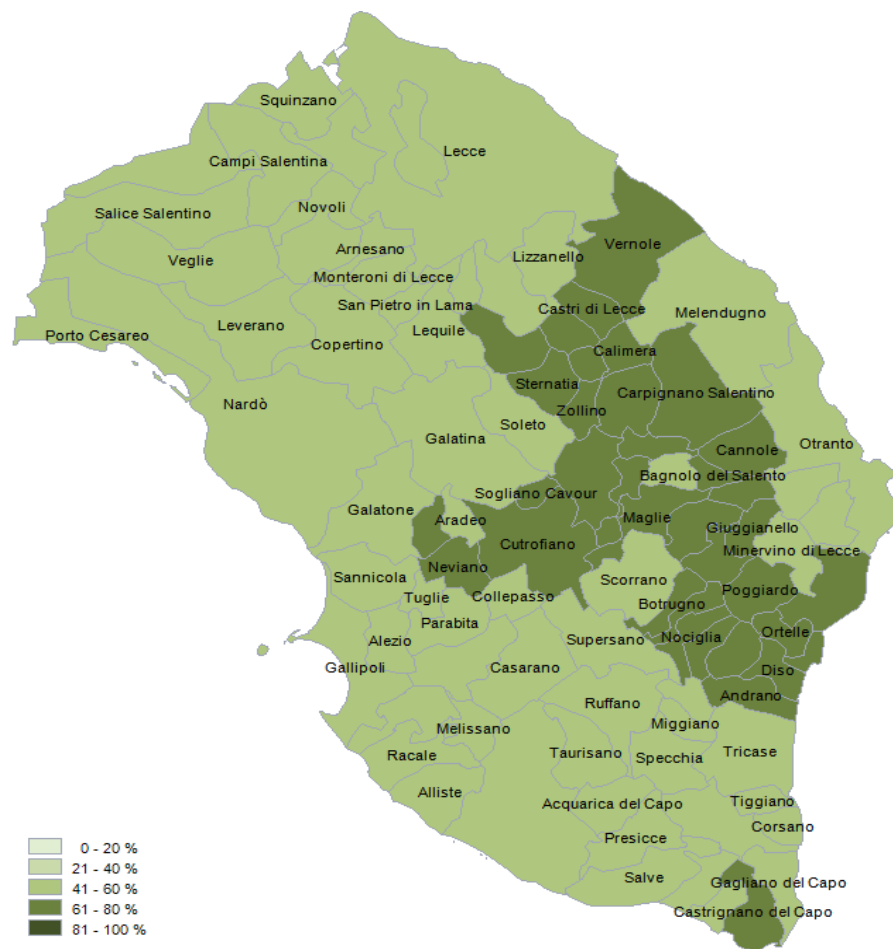 Squinzano
Lecce
Campi Salentina
Novoli
Salice Salentino
Arnesano
Vernole
Lizzanello
Veglie
Monteroni di Lecce
San Pietro in Lama
Castri di Lecce
Melendugno
Leverano
Lequile
Porto Cesareo
Copertino
Calimera
Sternatia
Carpignano Salentino
Nardò
Zollino
Soleto
Galatina
Otranto
Cannole
Bagnolo del Salento
Sogliano Cavour
Galatone
Aradeo
Maglie
Giuggianello
Cutrofiano
Minervino di Lecce
Neviano
Sannicola
Scorrano
Poggiardo
Tuglie
Collepasso
Botrugno
Parabita
Ortelle
Alezio
Supersano
Nociglia
Gallipoli
Casarano
Diso
Andrano
Ruffano
Miggiano
Melissano
Racale
Taurisano
Specchia
Tricase
Alliste
Acquarica del Capo
Tiggiano
Corsano
Presicce
Salve
Gagliano del Capo
Castrignano del Capo
0 - 20 %
21 - 40 %
41 - 60 %
61 - 80 %
81 - 100 %